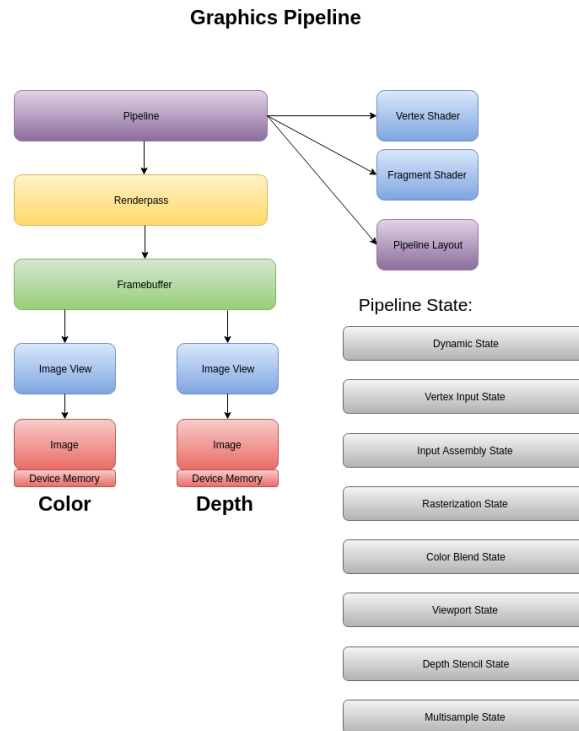 Graphics Pipeline
Pipeline
Vertex Shader
Fragment Shader
Renderpass
Pipeline Layout
Framebuffer
Pipeline State:
Dynamic State
Image View
Image View
Vertex Input State
Image
Image
Input Assembly State
Device Memory
Device Memory
Color
Depth
Rasterization State
Color Blend State
Viewport State
Depth Stencil State
Multisample State